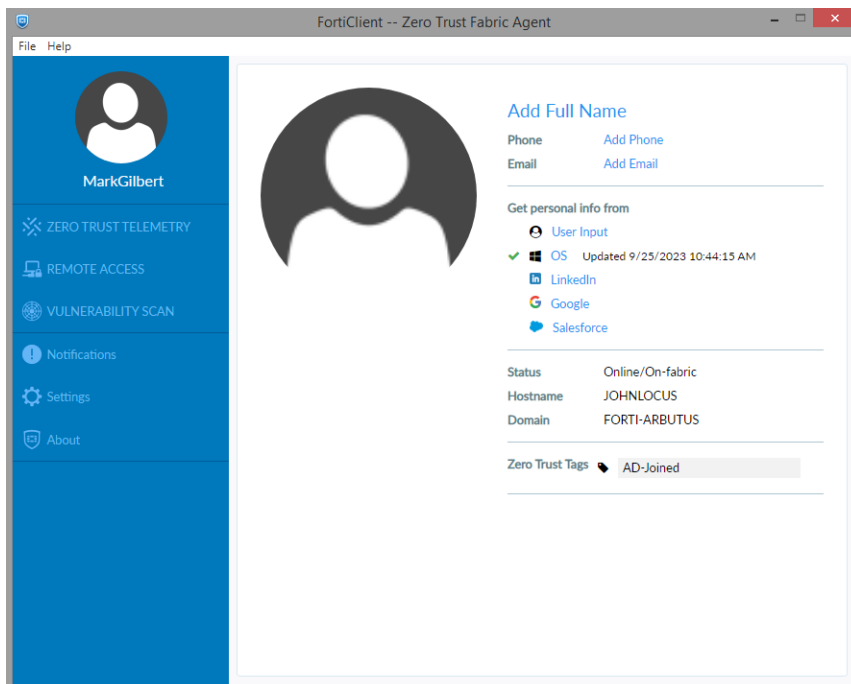 FortiClient -- Zero Trust Fabric Agent
File Help
MarkGilbert
ZERO TRUST TELEMETRY
REMOTE ACCESS
VULNERABILITY SCAN
Notifications
Settings
About
Add Full Name
Phone Add Phone
Email Add Email
Get personal info from
User Input
OS Updated 9/25/2023 10:44:15 AM
LinkedIn
Google
Salesforce
Status Online/On-fabric
Hostname JOHNLOCUS
Domain FORTI-ARBUTUS
Zero Trust Tags AD-Joined